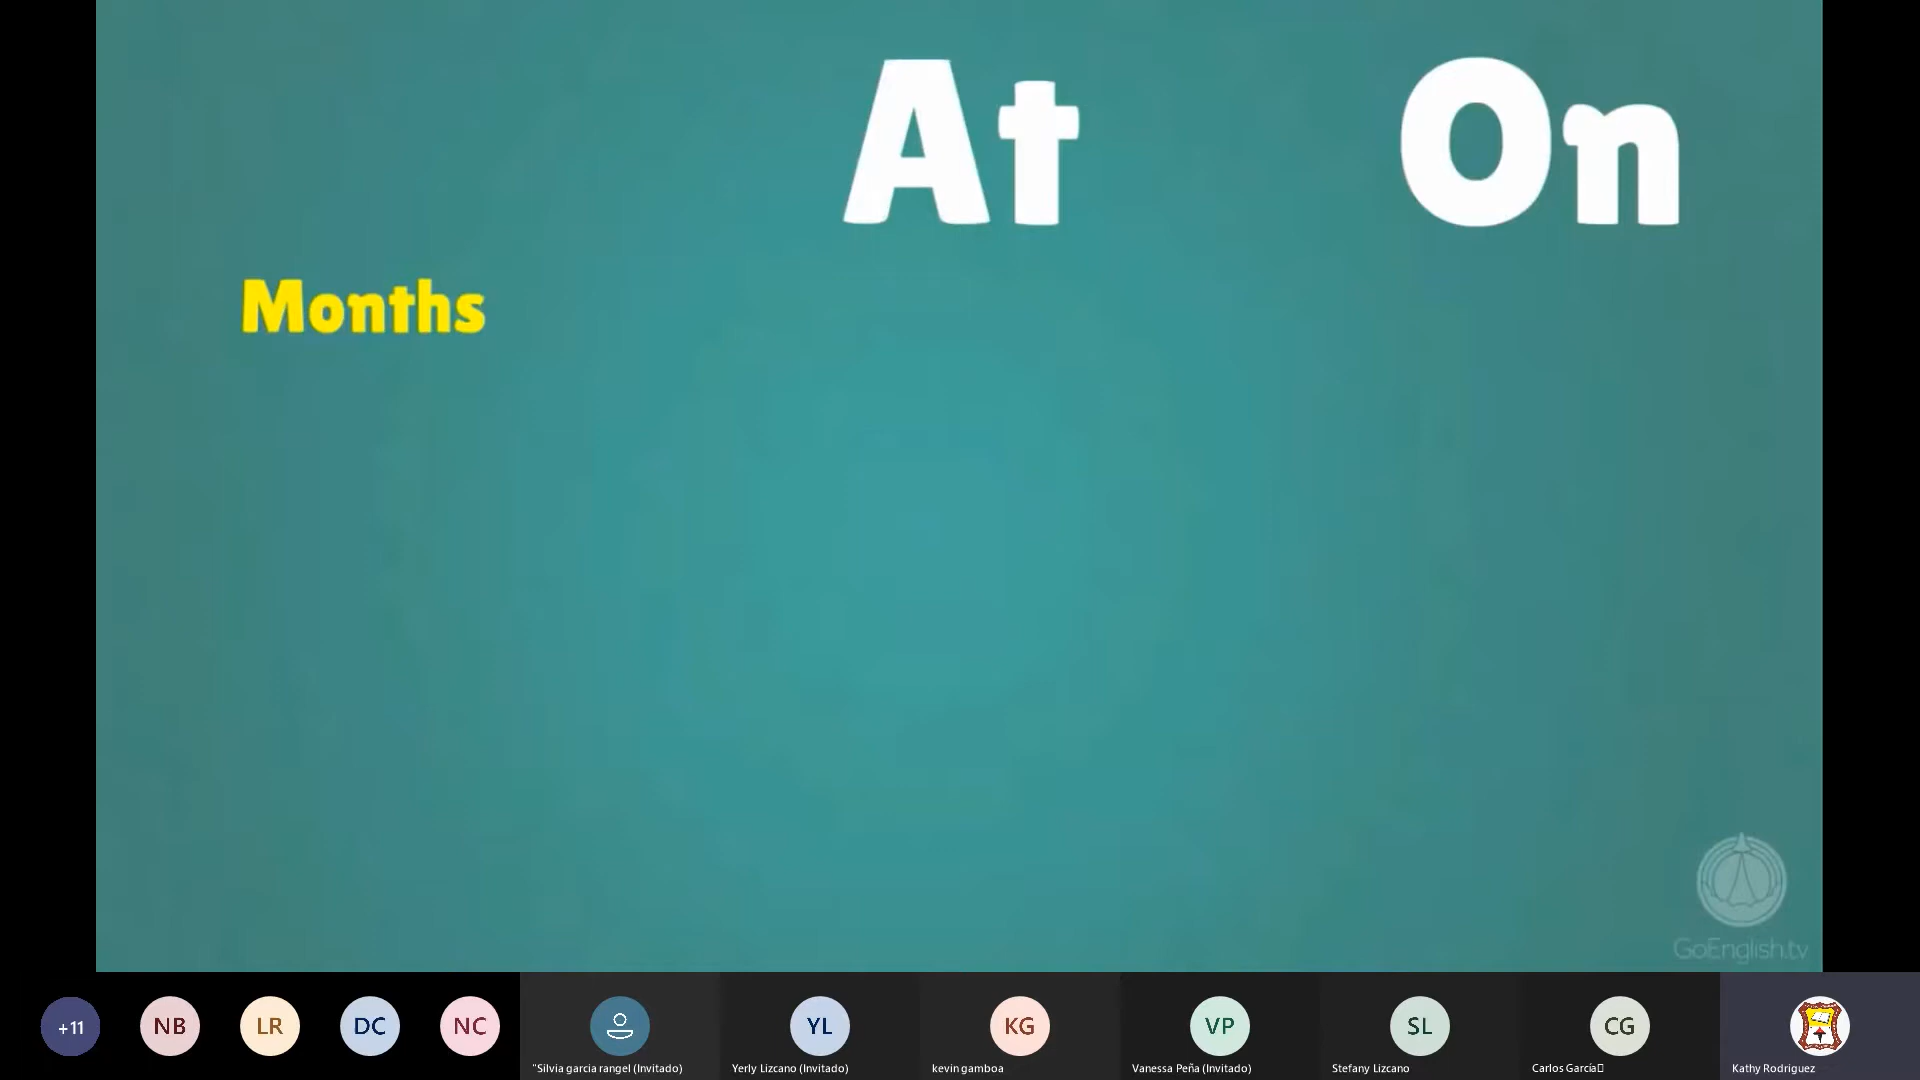 At On
Months
GoEnglish.tv
+11 NB LR DC NC YL KG VP SL CG
"Silvia garcia rangel (Invitado) Yerly Lizcano (Invitado) kevin gamboa Vanessa Peña (Invitado) Stefany Lizcano Carlos García Kathy Rodriguez